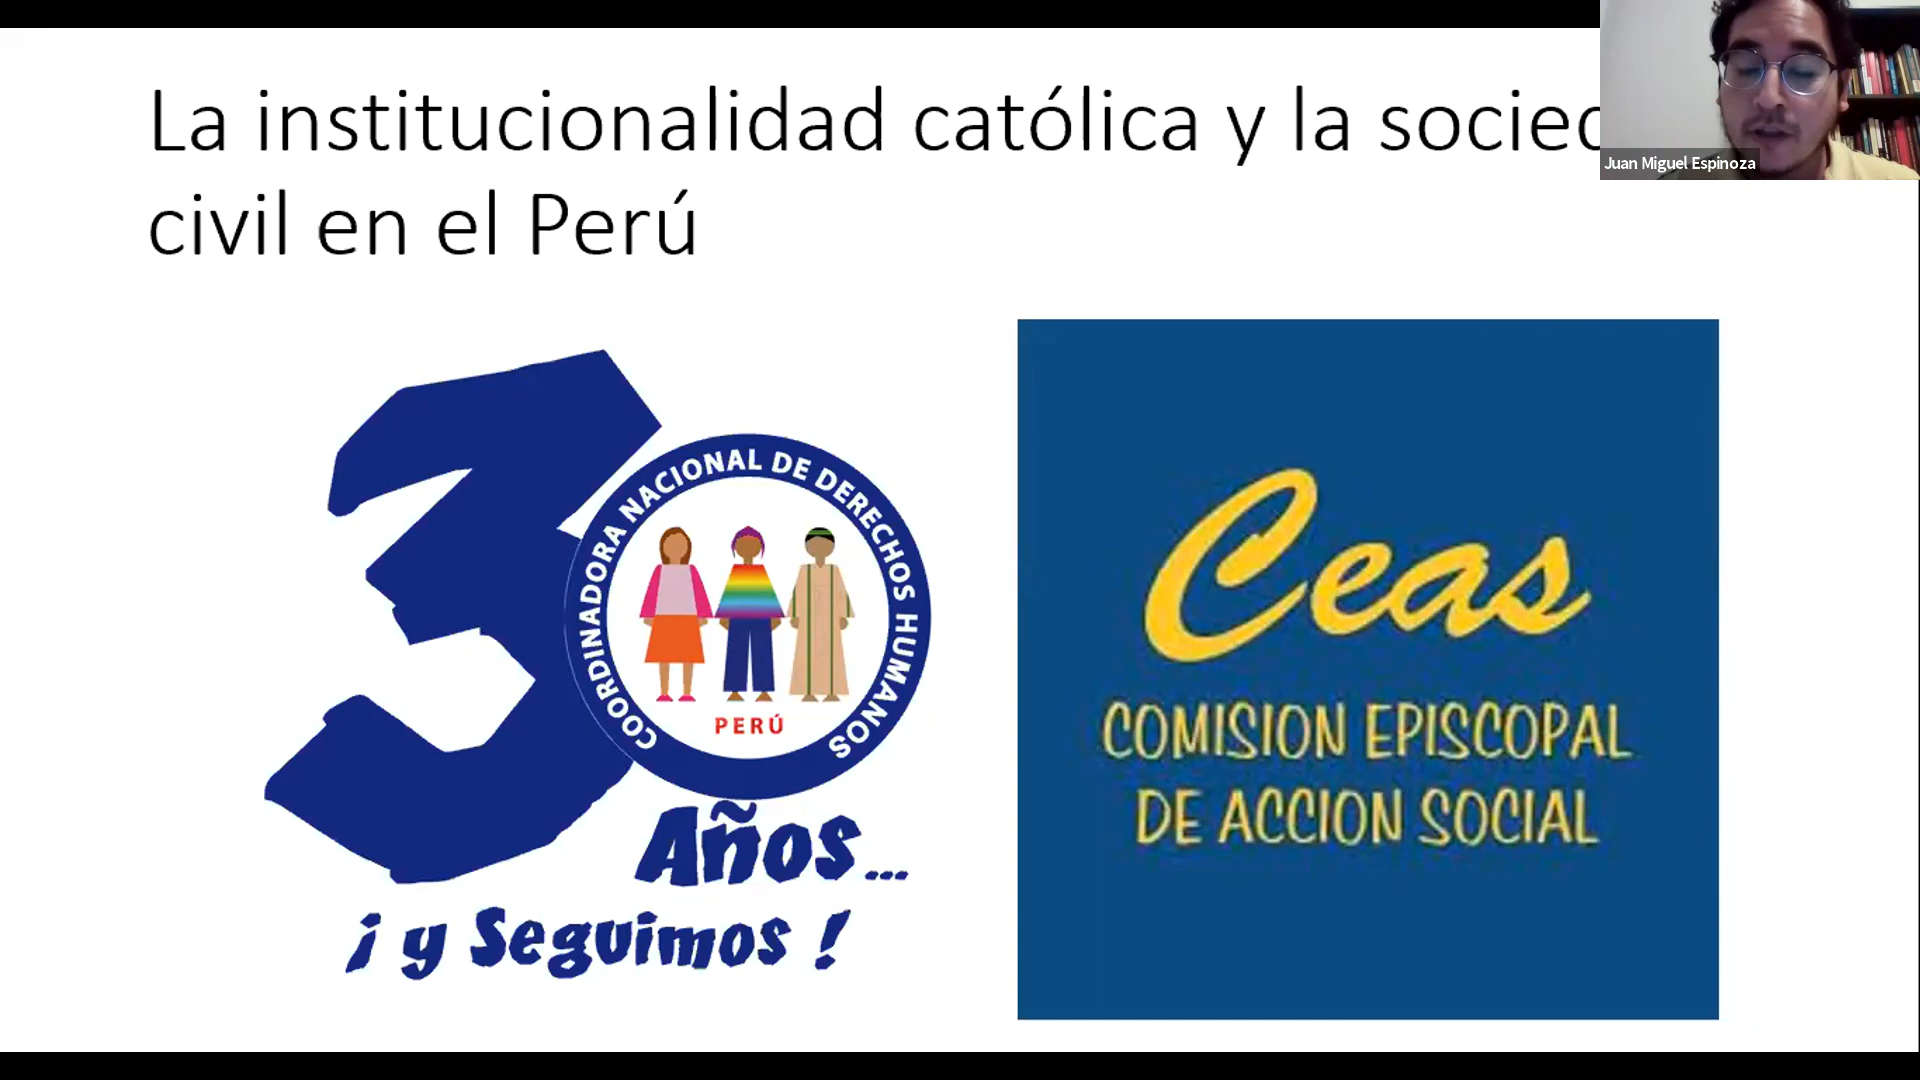 La institucionalidad católica y la socied
civil en el Perú
Juan Miguel Espinoza
COORDINADORA NACIONAL DE DERECHOS HUMANOS
PERÚ
30
Años...
¡ y Seguimos !
Ceas
COMISION EPISCOPAL
DE ACCION SOCIAL